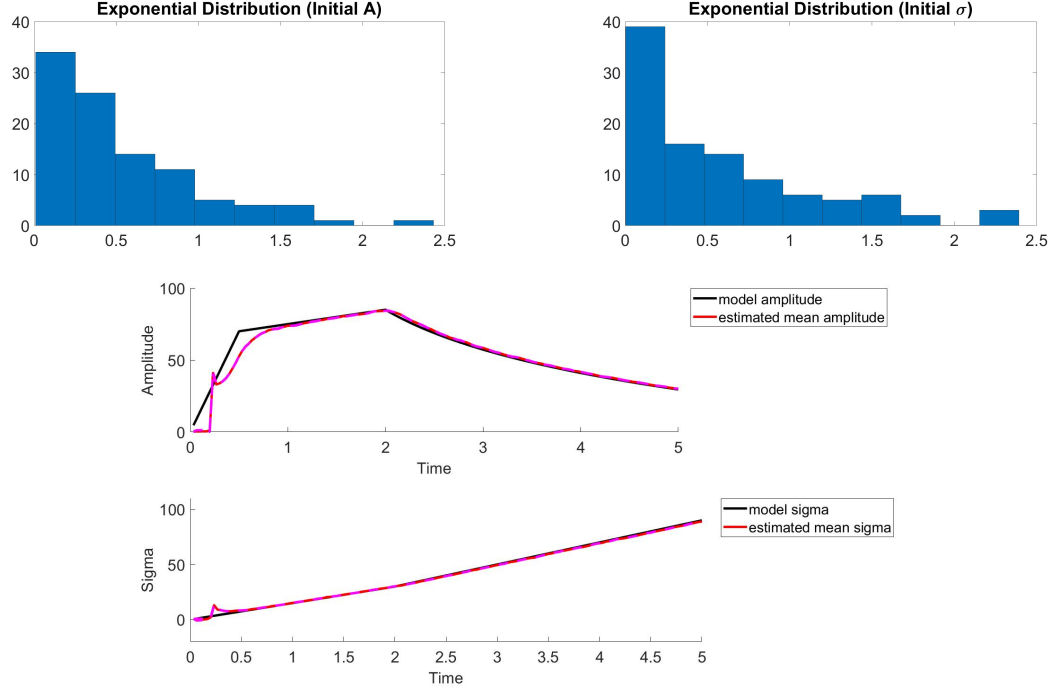 Exponential Distribution (Initial A)
40
30
20
10
0
0 0.5 1 1.5 2 2.5
Exponential Distribution (Initial σ)
40
30
20
10
0
0 0.5 1 1.5 2 2.5
100
50
0
Amplitude
0 1 2 3 4 5
Time
model amplitude
estimated mean amplitude
100
50
0
Sigma
0 0.5 1 1.5 2 2.5 3 3.5 4 4.5 5
Time
model sigma
estimated mean sigma